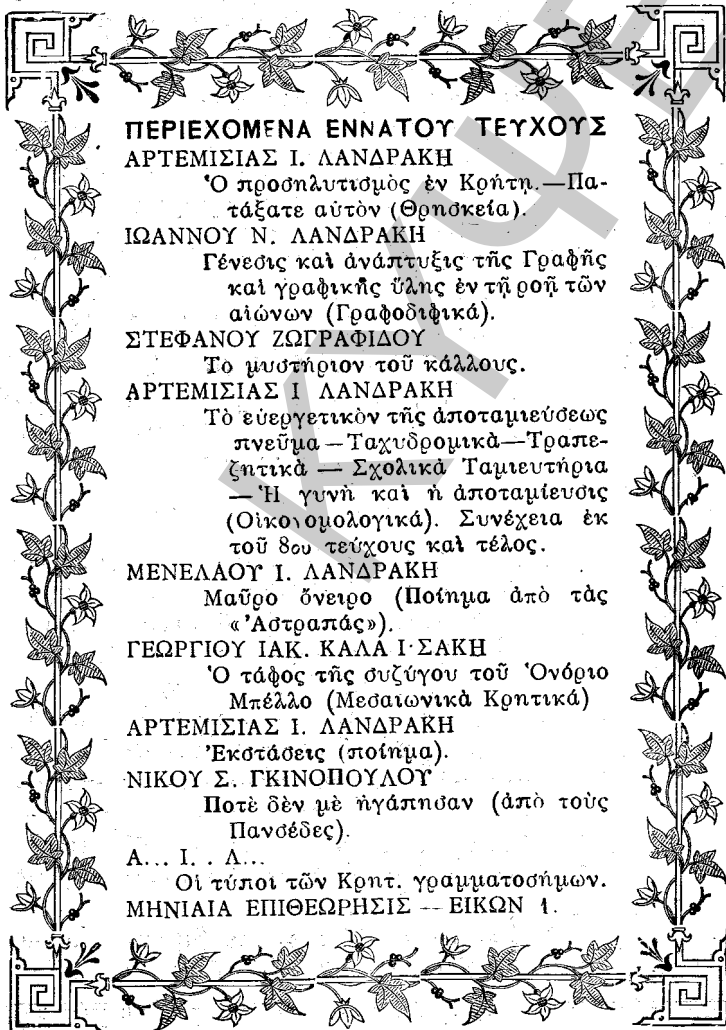 ΠΕΡΙΕΧΟΜΕΝΑ ΕΝΝΑΤΟΥ ΤΕΥΧΟΥΣ
ΑΡΤΕΜΙΣΙΑΣ Ι. ΛΑΝΔΡΑΚΗ
Ὁ προσηλυτισμὸς ἐν Κρήτῃ.—Πα-
τάξατε αὐτὸν (Θρησκεία).
ΙΩΑΝΝΟΥ Ν. ΛΑΝΔΡΑΚΗ
Γένεσις καὶ ἀνάπτυξις τῆς Γραφῆς
καὶ γραφικῆς ὕλης ἐν τῇ ροῇ τῶν
αἰώνων (Γραφοδιφικά).
ΣΤΕΦΑΝΟΥ ΖΩΓΡΑΦΙΔΟΥ
Τὸ μυστήριον τοῦ κάλλους.
ΑΡΤΕΜΙΣΙΑΣ Ι ΛΑΝΔΡΑΚΗ
Τὸ εὐεργετικὸν τῆς ἀποταμιεύσεως
πνεῦμα — Ταχυδρομικὰ—Τραπε-
ζητικὰ — Σχολικὰ Ταμιευτήρια
— Ἡ γυνὴ καὶ ἡ ἀποταμίευσις
(Οἰκονομολογικά). Συνέχεια ἐκ
τοῦ 8ου τεύχους καὶ τέλος.
ΜΕΝΕΛΑΟΥ Ι. ΛΑΝΔΡΑΚΗ
Μαῦρο ὄνειρο (Ποίημα ἀπὸ τὰς
«Ἀστραπάς»).
ΓΕΩΡΓΙΟΥ ΙΑΚ. ΚΑΛΑ Ι·ΣΑΚΗ
Ὁ τάφος τῆς συζύγου τοῦ Ὀνόριο
Μπέλλο (Μεσαιωνικὰ Κρητικά)
ΑΡΤΕΜΙΣΙΑΣ Ι. ΛΑΝΔΡΑΚΗ
Ἐκστάσεις (ποίημα).
ΝΙΚΟΥ Σ. ΓΚΙΝΟΠΟΥΛΟΥ
Ποτὲ δὲν μὲ ἠγάπησαν (ἀπὸ τοὺς
Πανσέδες).
Α... Ι. . Λ...
Οἱ τύποι τῶν Κρητ. γραμματοσήμων.
ΜΗΝΙΑΙΑ ΕΠΙΘΕΩΡΗΣΙΣ — ΕΙΚΩΝ 1.